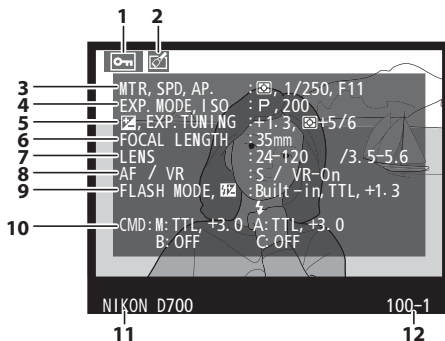 1 2
3 MTR, SPD, AP. : , 1/250, F11
4 EXP. MODE, ISO : P, 200
5 , EXP. TUNING : +1.3, +5/6
6 FOCAL LENGTH : 35mm
7 LENS : 24-120 /3.5-5.6
8 AF / VR : S / VR-On
9 FLASH MODE, : Built-in, TTL, +1.3
10 CMD: M: TTL, +3.0 A: TTL, +3.0
B: OFF C: OFF
NIKON D700 100-1
11 12